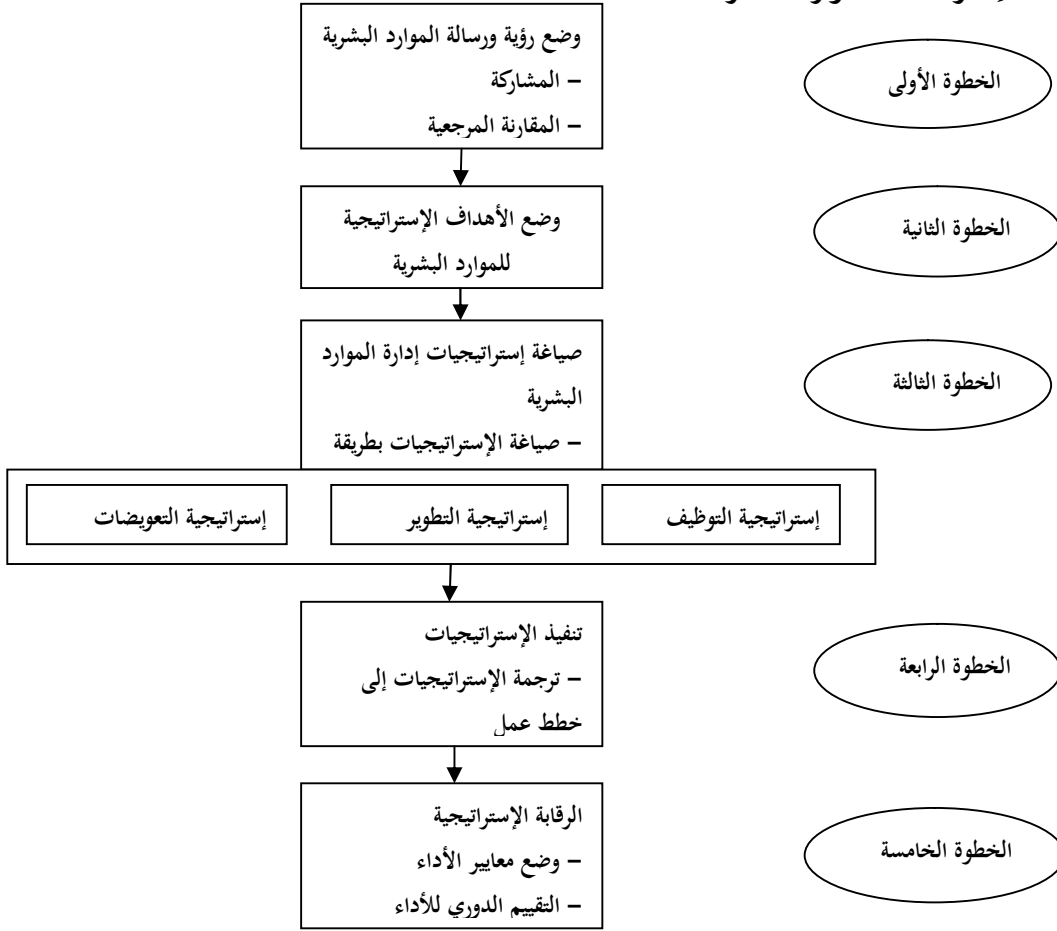 وضع رؤية ورسالة الموارد البشرية
– المشاركة
– المقارنة المرجعية
الخطوة الأولى
وضع الأهداف الإستراتيجية
للموارد البشرية
الخطوة الثانية
صياغة إستراتيجيات إدارة الموارد
البشرية
– صياغة الإستراتيجيات بطريقة
الخطوة الثالثة
إستراتيجية التوظيف
إستراتيجية التطوير
إستراتيجية التعويضات
تنفيذ الإستراتيجيات
– ترجمة الإستراتيجيات إلى
خطط عمل
الخطوة الرابعة
الرقابة الإستراتيجية
– وضع معايير الأداء
– التقييم الدوري للأداء
الخطوة الخامسة